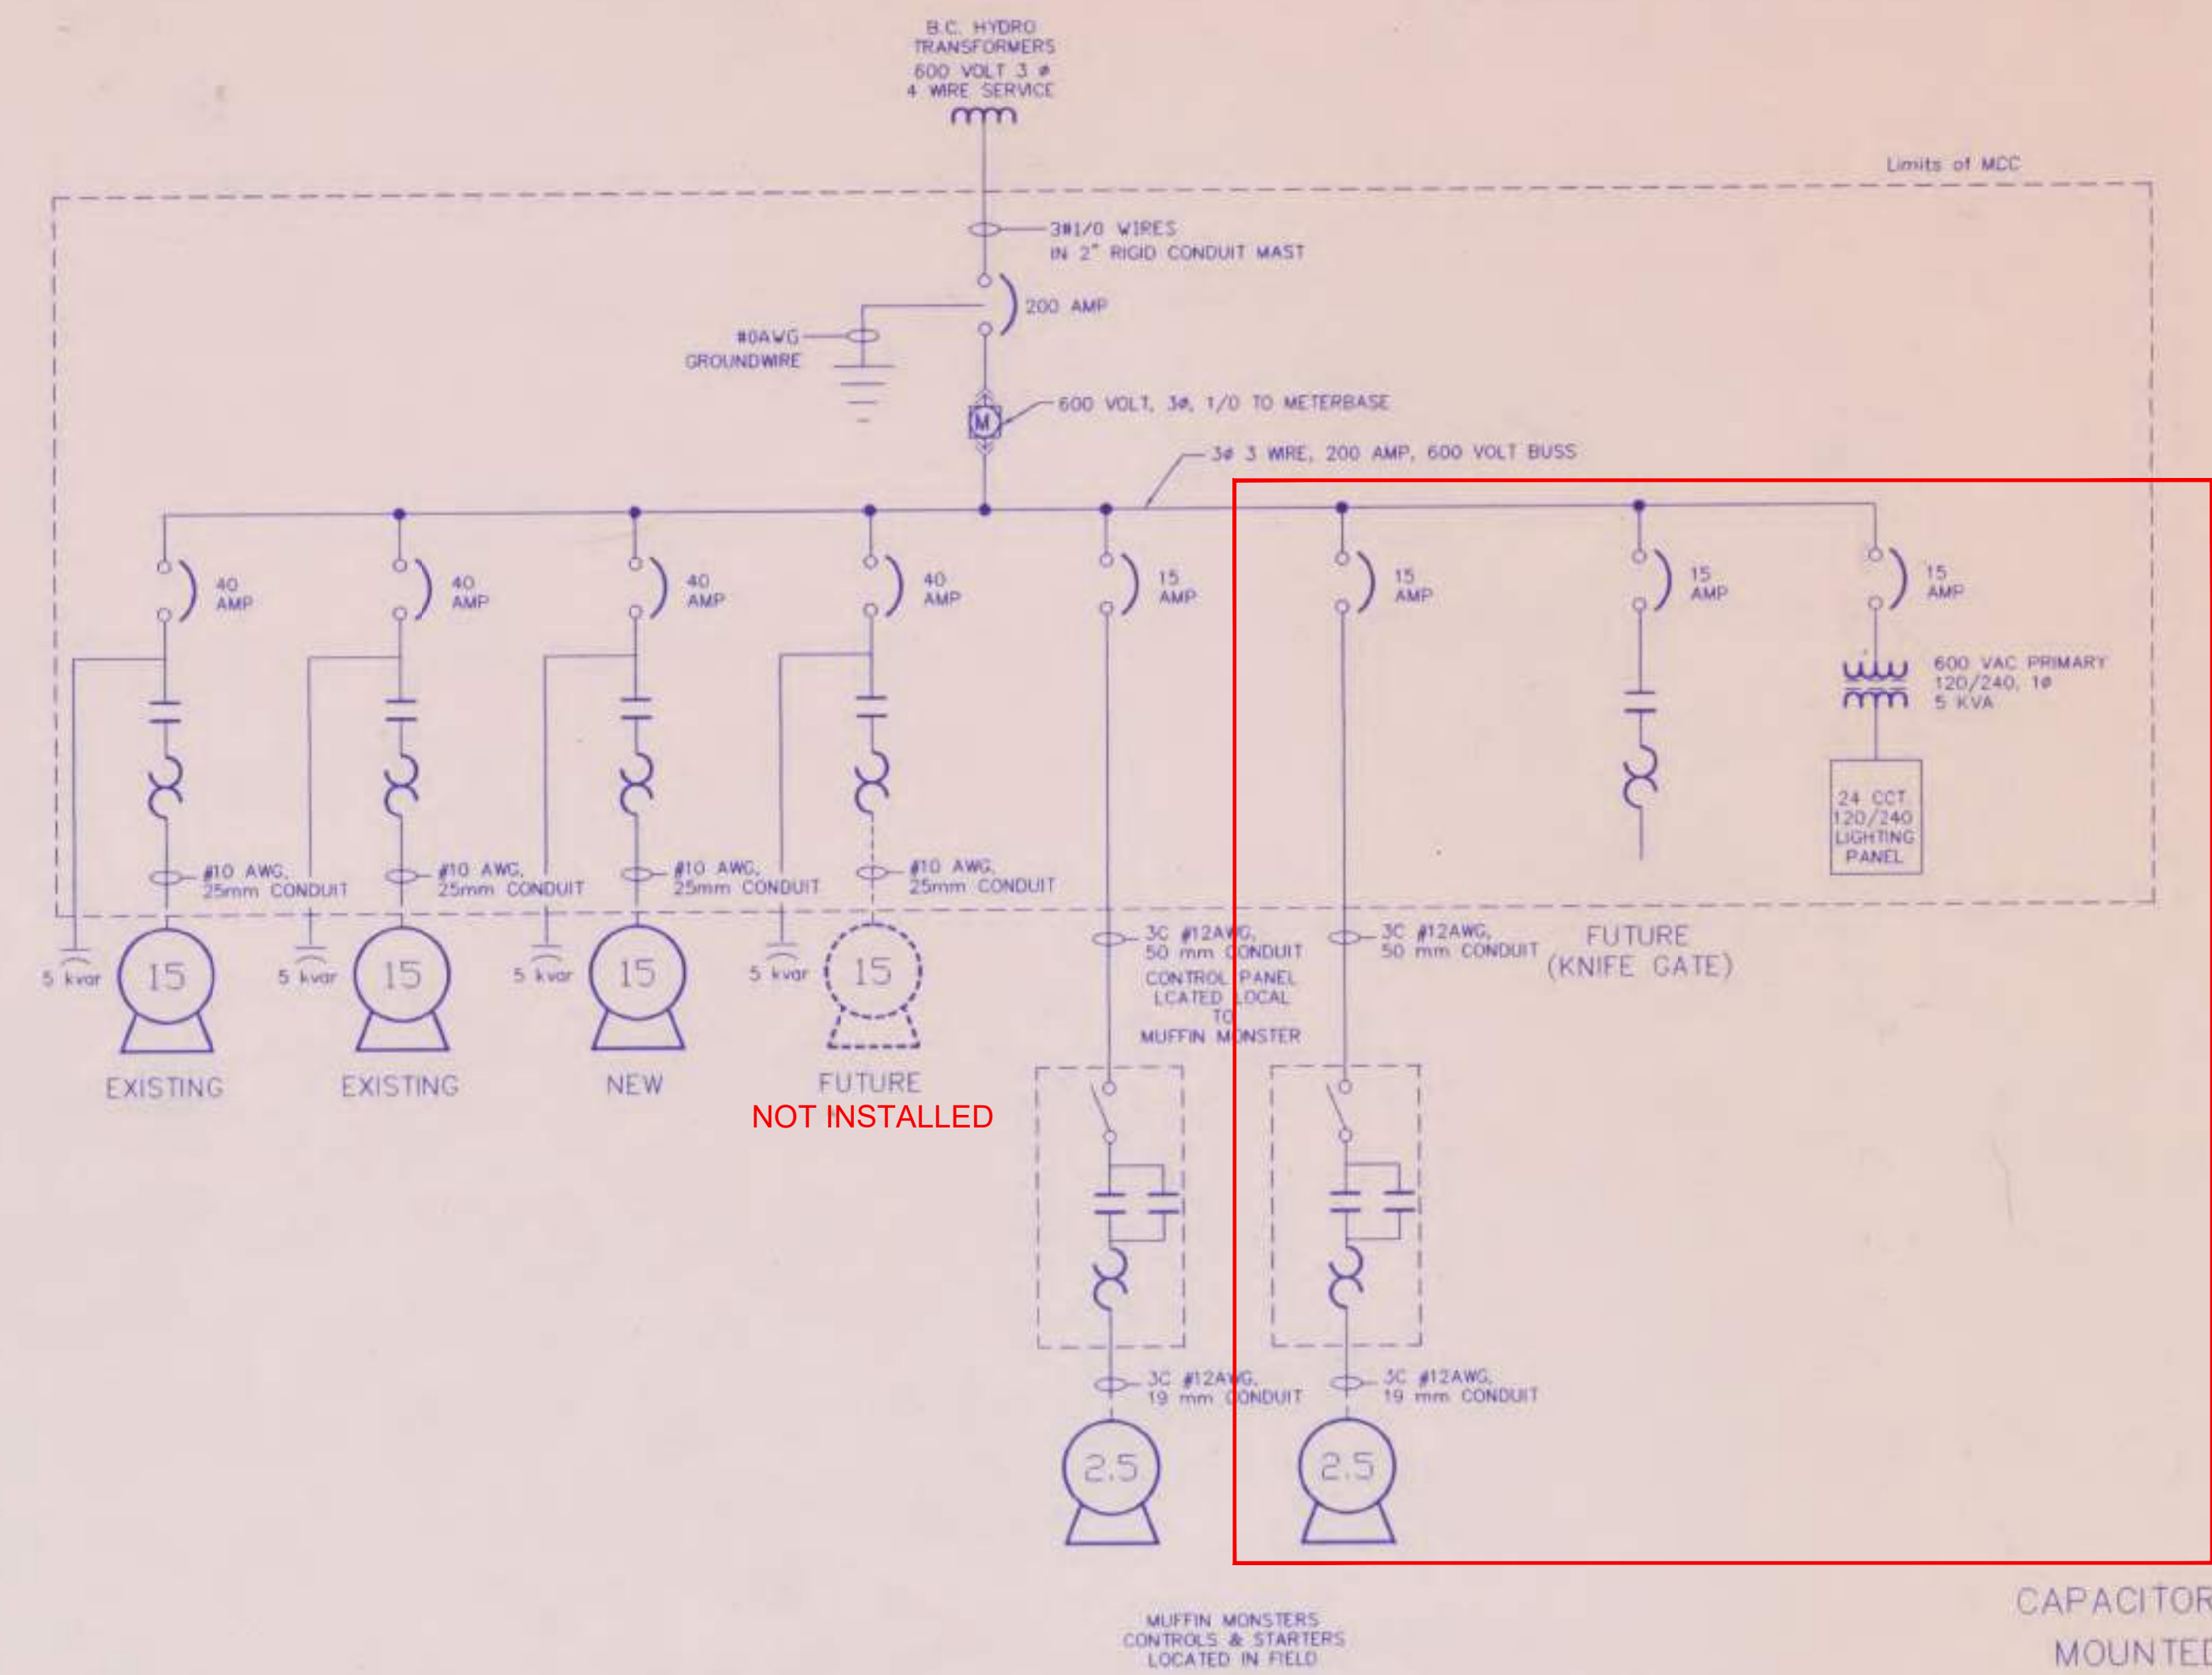 B.C. HYDRO
TRANSFORMERS
600 VOLT 3 ø
4 WIRE SERVICE
Limits of MCC
3#1/0 WIRES
IN 2" RIGID CONDUIT MAST
200 AMP
#0AWG
GROUNDWIRE
M
600 VOLT, 3ø, 1/0 TO METERBASE
3ø 3 WIRE, 200 AMP, 600 VOLT BUSS
40
AMP
40
AMP
40
AMP
40
AMP
15
AMP
15
AMP
15
AMP
15
AMP
600 VAC PRIMARY
120/240, 1ø
5 KVA
24 CCT.
120/240
LIGHTING
PANEL
#10 AWG,
25mm CONDUIT
#10 AWG,
25mm CONDUIT
#10 AWG,
25mm CONDUIT
#10 AWG,
25mm CONDUIT
5 kvar
15
EXISTING
5 kvar
15
EXISTING
5 kvar
15
NEW
5 kvar
15
FUTURE
NOT INSTALLED
3C #12AWG,
50 mm CONDUIT
CONTROL PANEL
LCATED LOCAL
TO
MUFFIN MONSTER
3C #12AWG,
50 mm CONDUIT
FUTURE
(KNIFE GATE)
3C #12AWG,
19 mm CONDUIT
3C #12AWG,
19 mm CONDUIT
2.5
2.5
MUFFIN MONSTERS
CONTROLS & STARTERS
LOCATED IN FIELD
CAPACITOR
MOUNTED